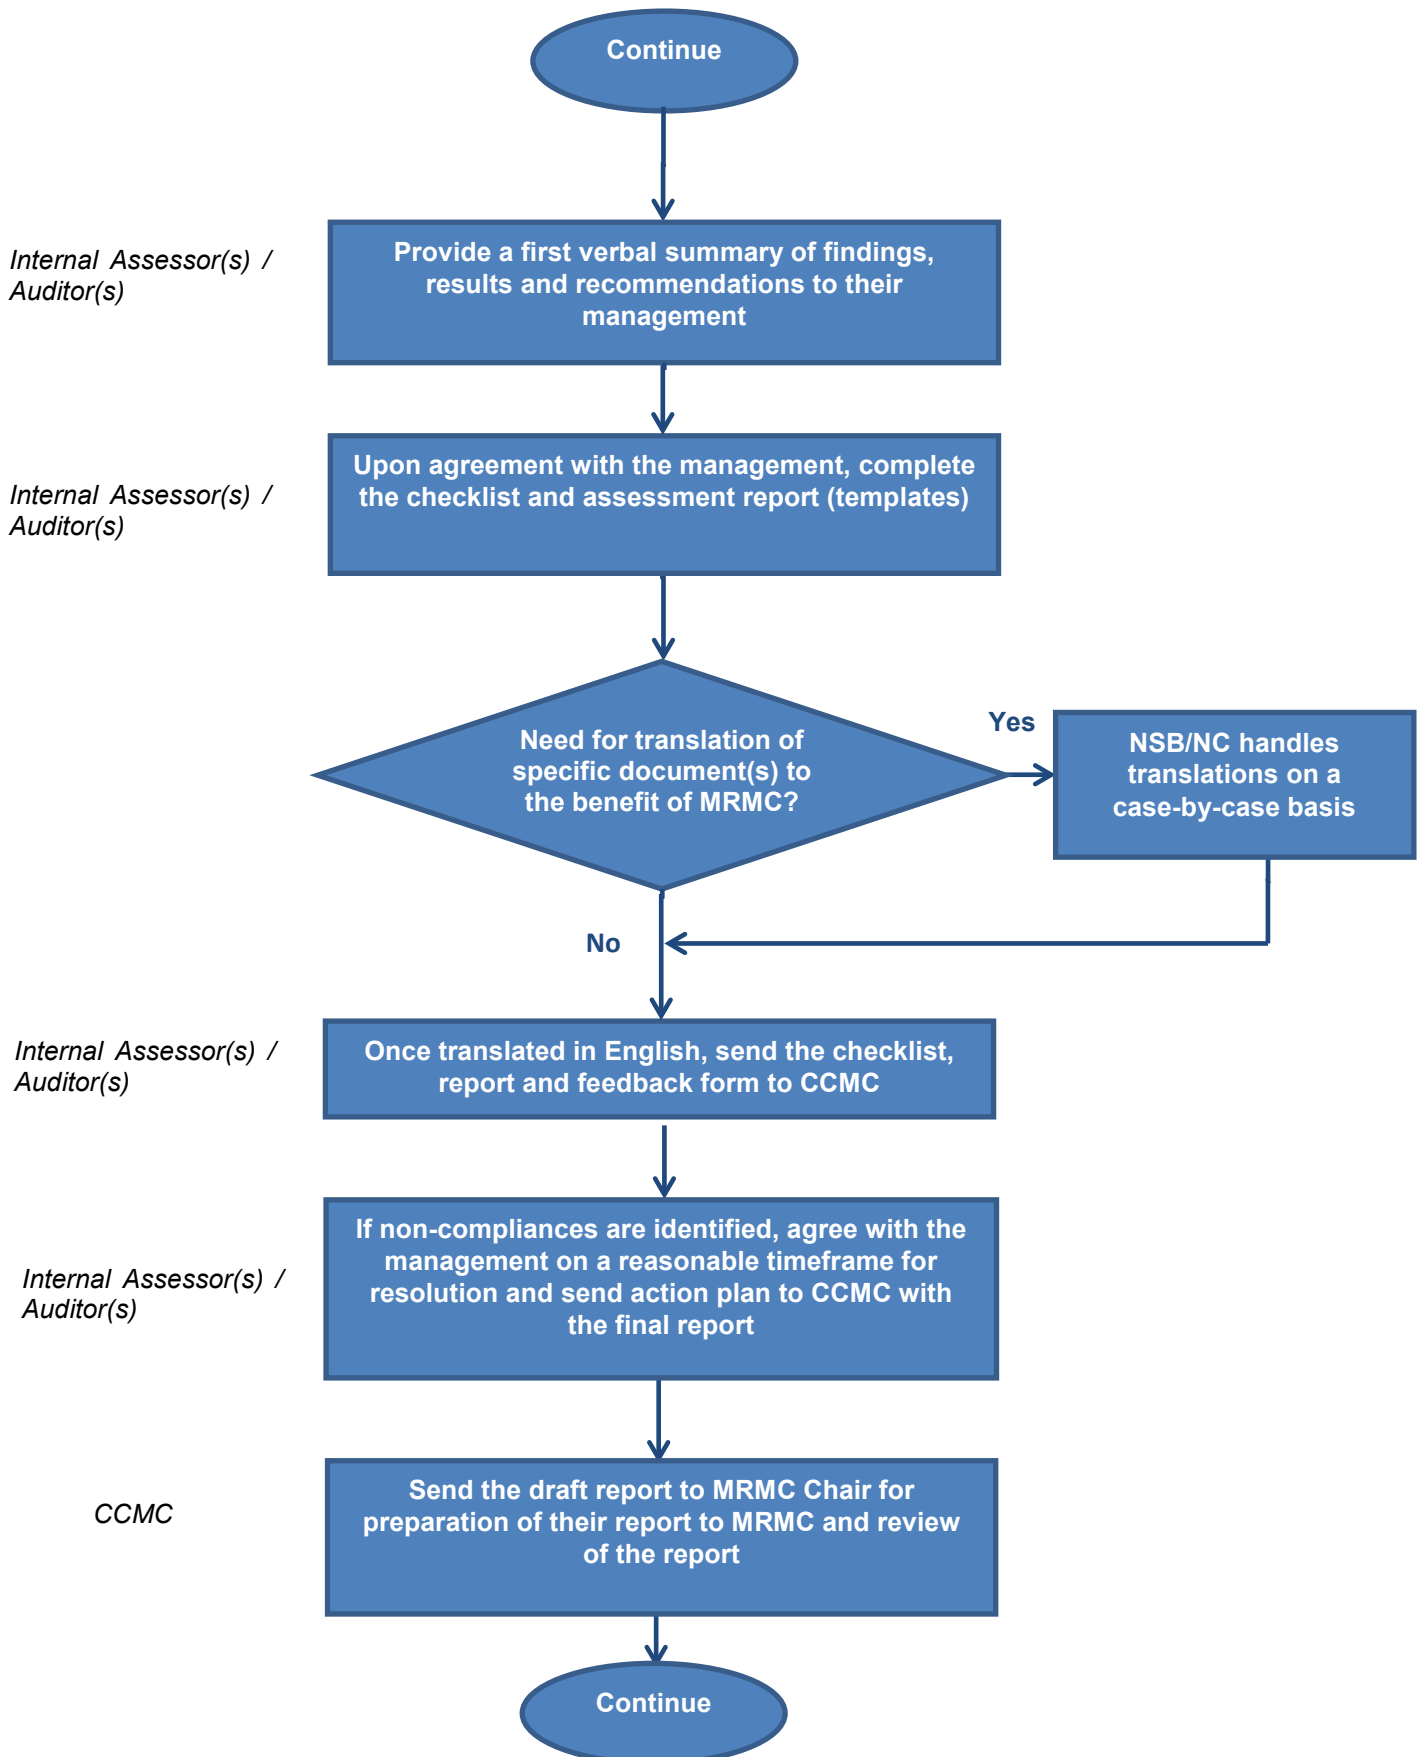 Continue
Internal Assessor(s) /
Auditor(s)
Provide a first verbal summary of findings,
results and recommendations to their
management
Internal Assessor(s) /
Auditor(s)
Upon agreement with the management, complete
the checklist and assessment report (templates)
Need for translation of
specific document(s) to
the benefit of MRMC?
Yes
NSB/NC handles
translations on a
case-by-case basis
No
Internal Assessor(s) /
Auditor(s)
Once translated in English, send the checklist,
report and feedback form to CCMC
Internal Assessor(s) /
Auditor(s)
If non-compliances are identified, agree with the
management on a reasonable timeframe for
resolution and send action plan to CCMC with
the final report
CCMC
Send the draft report to MRMC Chair for
preparation of their report to MRMC and review
of the report
Continue